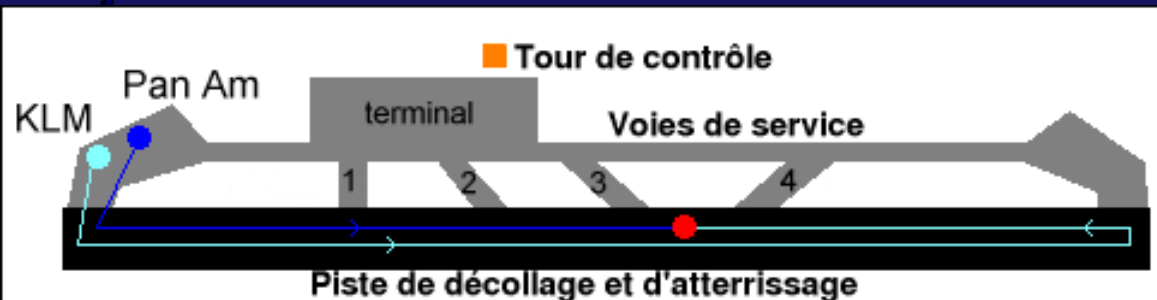 Tour de contrôle
Pan Am
KLM
terminal
Voies de service
1
2
3
4
Piste de décollage et d'atterrissage